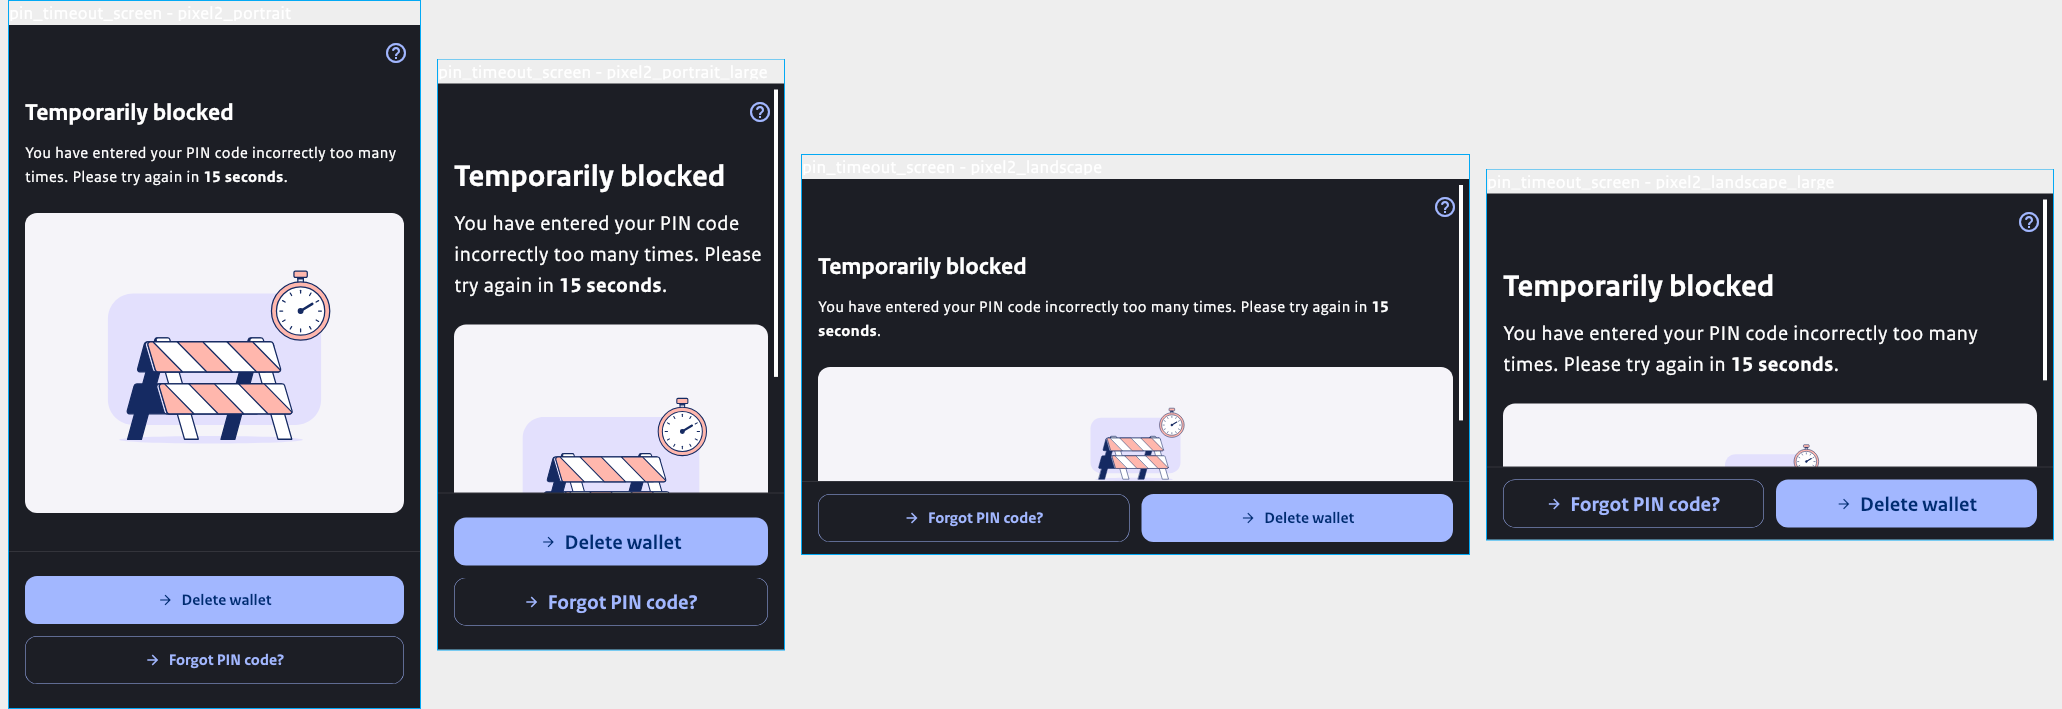 pin_timeout_screen - pixel2_portrait
Temporarily blocked
You have entered your PIN code incorrectly too many
times. Please try again in 15 seconds.
→ Delete wallet
→ Forgot PIN code?
pin_timeout_screen - pixel2_portrait_large
Temporarily blocked
You have entered your PIN code
incorrectly too many times. Please
try again in 15 seconds.
→ Delete wallet
→ Forgot PIN code?
pin_timeout_screen - pixel2_landscape
Temporarily blocked
You have entered your PIN code incorrectly too many times. Please try again in 15
seconds.
→ Forgot PIN code?
→ Delete wallet
pin_timeout_screen - pixel2_landscape_large
Temporarily blocked
You have entered your PIN code incorrectly too many
times. Please try again in 15 seconds.
→ Forgot PIN code?
→ Delete wallet